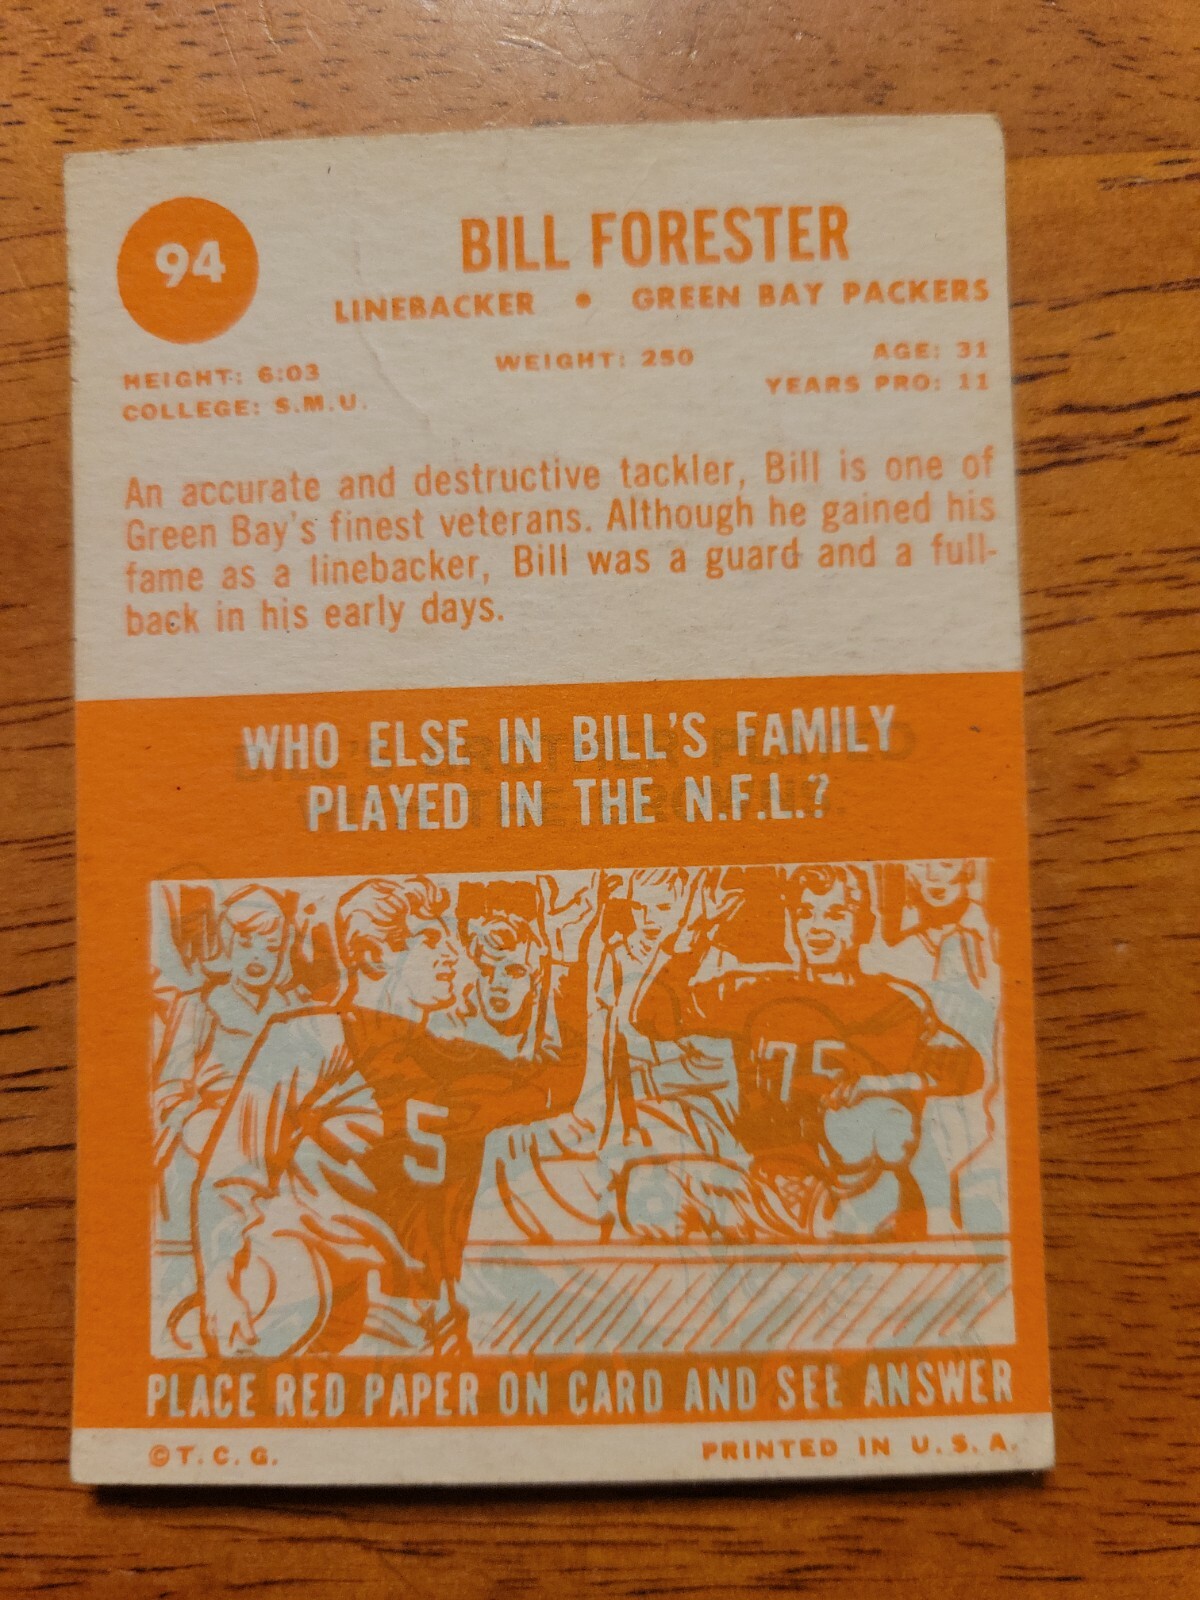 94
BILL FORESTER
LINEBACKER • GREEN BAY PACKERS
HEIGHT: 6:03 WEIGHT: 250 AGE: 31
COLLEGE: S.M.U. YEARS PRO: 11
An accurate and destructive tackler, Bill is one of
Green Bay's finest veterans. Although he gained his
fame as a linebacker, Bill was a guard and a full-
back in his early days.
WHO ELSE IN BILL'S FAMILY
PLAYED IN THE N.F.L.?
5
75
PLACE RED PAPER ON CARD AND SEE ANSWER
©T.C.G. PRINTED IN U.S.A.